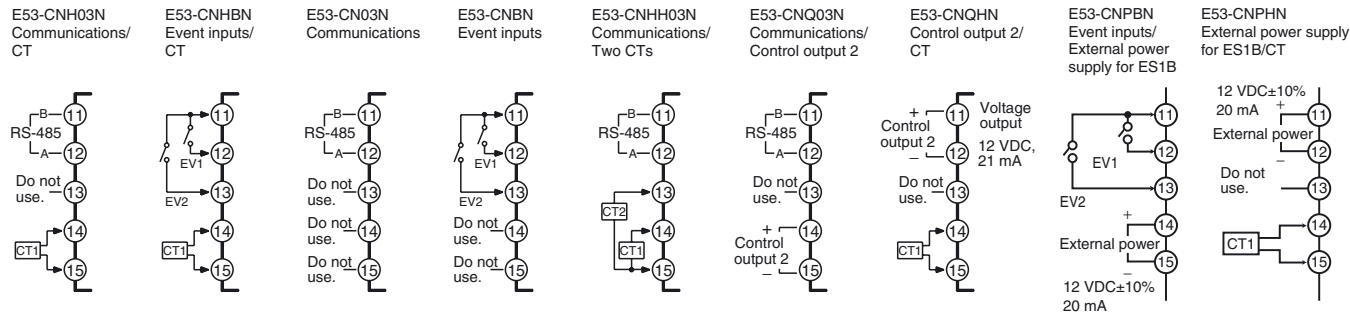 E53-CNH03N
Communications/
CT
B
11
RS-485
A
12
Do not
use.
13
14
CT1
15
E53-CNHBN
Event inputs/
CT
11
12
EV1
13
EV2
14
CT1
15
E53-CN03N
Communications
B
11
RS-485
A
12
Do not
use.
13
Do not
use.
14
Do not
use.
15
E53-CNBN
Event inputs
11
12
EV1
13
EV2
Do not
use.
14
Do not
use.
15
E53-CNHH03N
Communications/
Two CTs
B
11
RS-485
A
12
13
CT2
14
CT1
15
E53-CNQ03N
Communications/
Control output 2
B
11
RS-485
A
12
Do not
use.
13
+
14
Control
output 2
–
15
E53-CNQHN
Control output 2/
CT
+
11
Voltage
output
Control
output 2
12 VDC,
21 mA
–
12
Do not
use.
13
14
CT1
15
E53-CNPBN
Event inputs/
External power
supply for ES1B
11
12
EV1
13
EV2
+
14
External power
15
–
12 VDC±10%
20 mA
E53-CNPHN
External power supply
for ES1B/CT
12 VDC±10%
20 mA
+
11
External power
12
–
Do not
use.
13
14
CT1
15